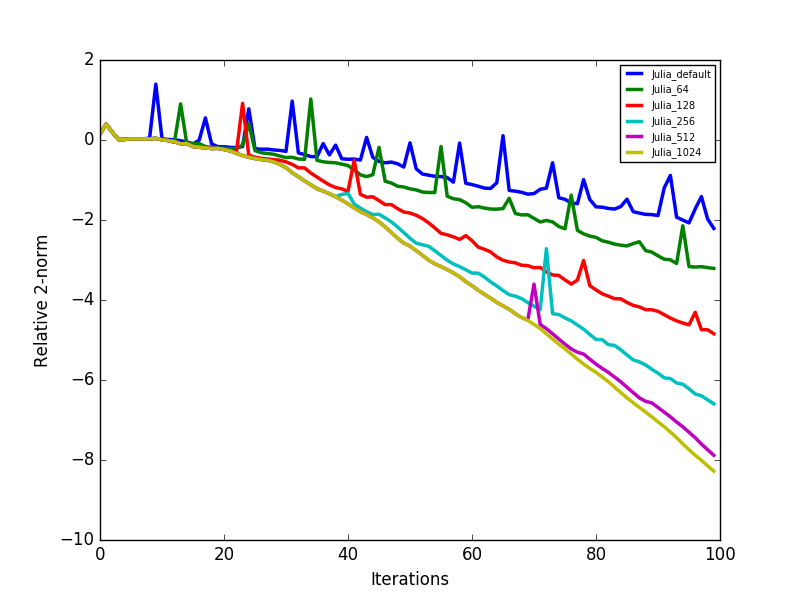 2
0
−2
−4
−6
−8
−10
0 20 40 60 80 100
Relative 2-norm
Iterations
Julia_default
Julia_64
Julia_128
Julia_256
Julia_512
Julia_1024